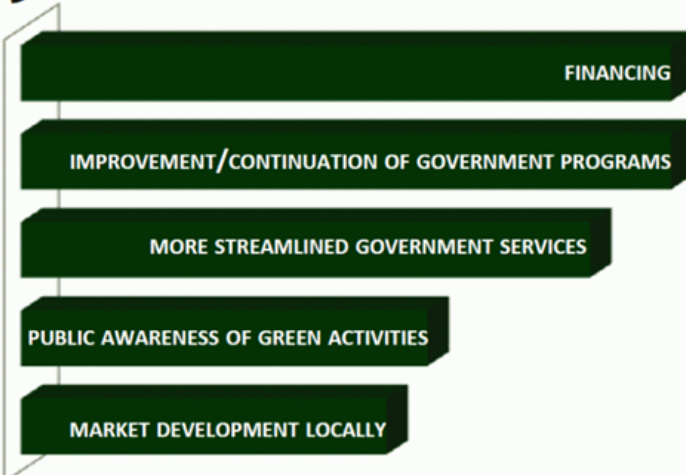 FINANCING
IMPROVEMENT/CONTINUATION OF GOVERNMENT PROGRAMS
MORE STREAMLINED GOVERNMENT SERVICES
PUBLIC AWARENESS OF GREEN ACTIVITIES
MARKET DEVELOPMENT LOCALLY